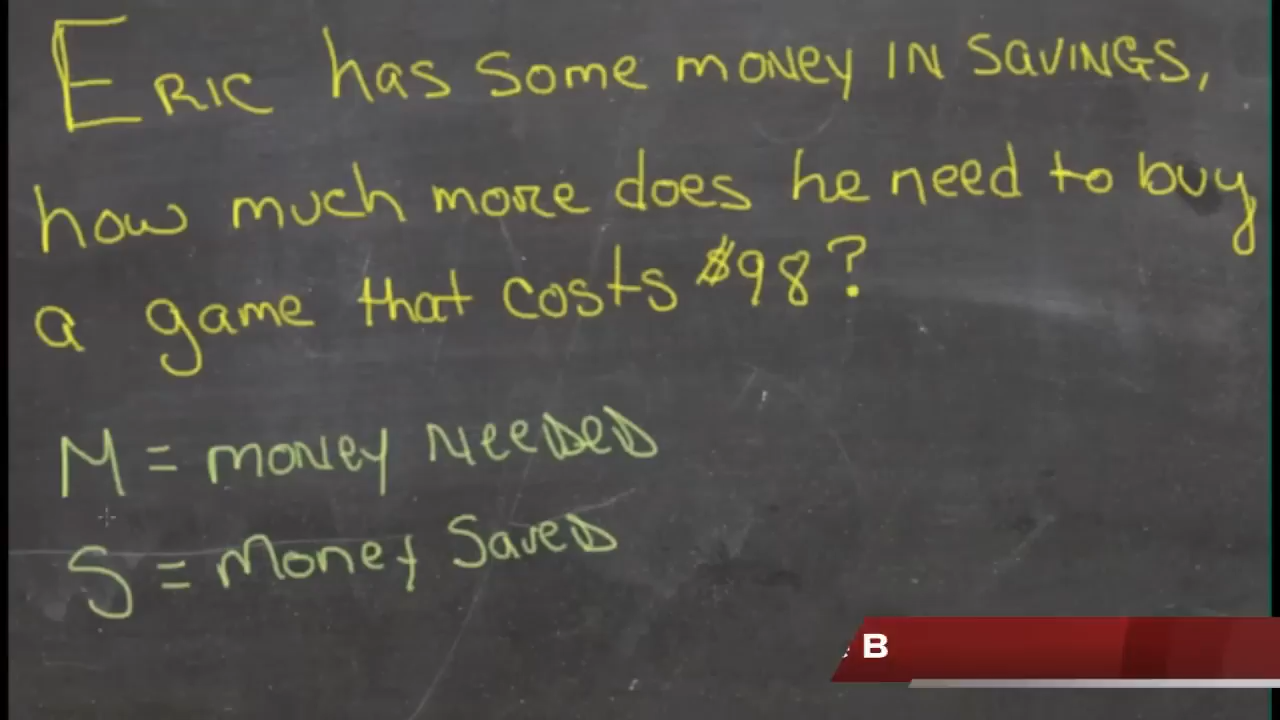 ERIC has some money IN SAVINGS,
how much more does he need to buy
a game that costs $98?
M = money Needed
S = Money Saved
B